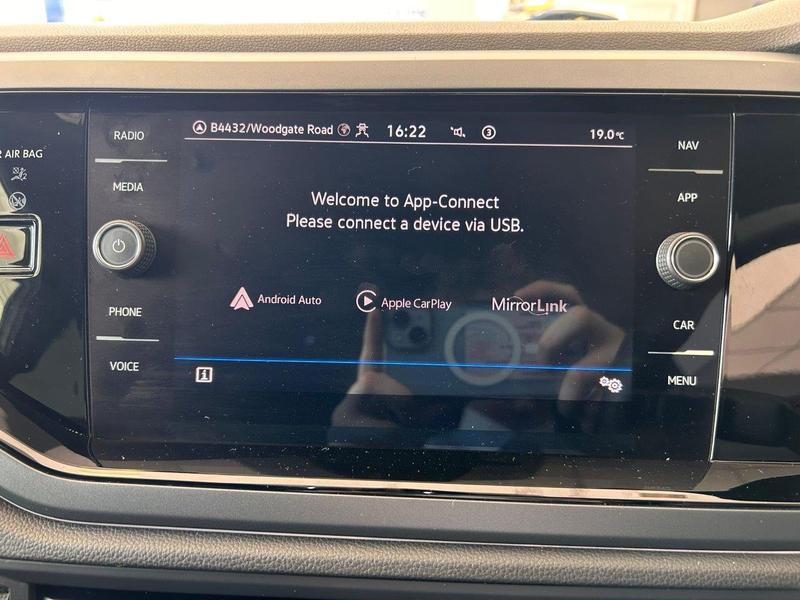 R AIR BAG
RADIO
MEDIA
PHONE
VOICE
B4432/Woodgate Road 16:22 3 19.0°C
Welcome to App-Connect
Please connect a device via USB.
Android Auto Apple CarPlay MirrorLink
i
NAV
APP
CAR
MENU